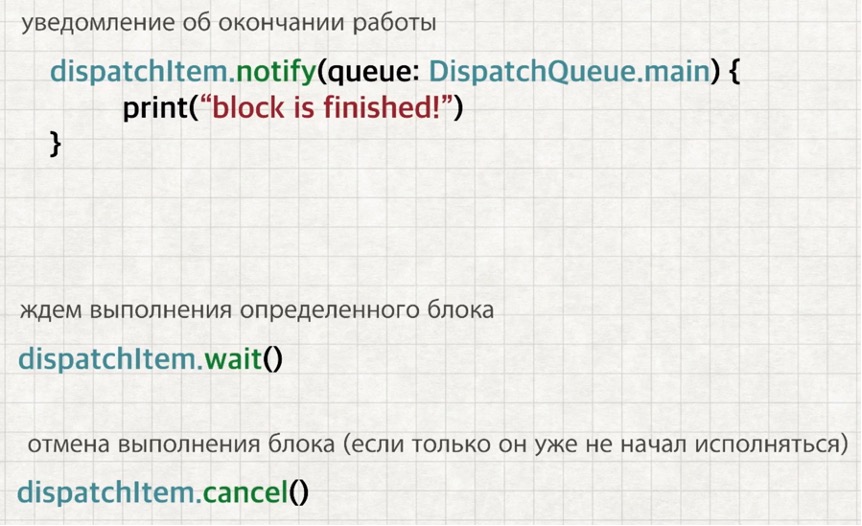 уведомление об окончании работы
dispatchItem.notify(queue: DispatchQueue.main) {
print(“block is finished!”)
}
ждем выполнения определенного блока
dispatchItem.wait()
отмена выполнения блока (если только он уже не начал исполняться)
dispatchItem.cancel()